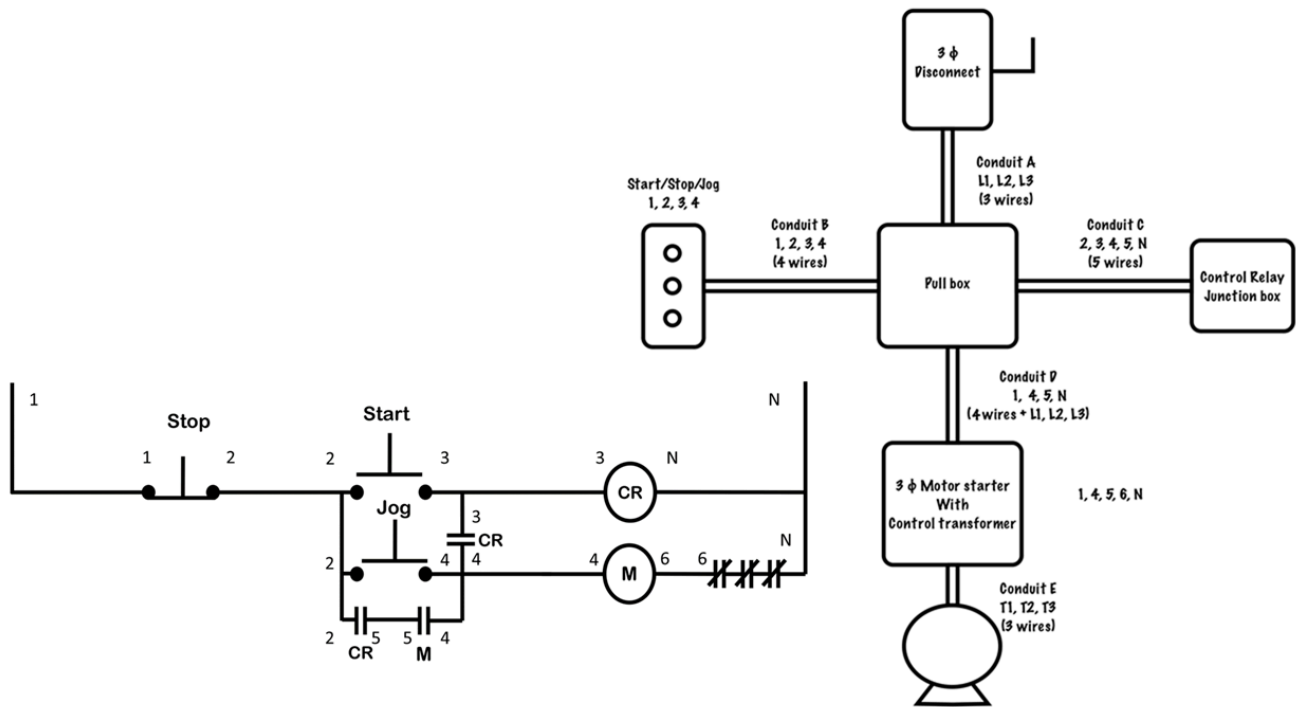 3 ϕ
Disconnect
Conduit A
L1, L2, L3
(3 wires)
Start/Stop/Jog
1, 2, 3, 4
Conduit B
1, 2, 3, 4
(4 wires)
Pull box
Conduit C
2, 3, 4, 5, N
(5 wires)
Control Relay
Junction box
Conduit D
1, 4, 5, N
(4wires + L1, L2, L3)
3 ϕ Motor starter
With
Control transformer
1, 4, 5, 6, N
Conduit E
T1, T2, T3
(3 wires)
1
N
Stop
Start
1
2
2
3
3
N
CR
Jog
3
CR
2
4
4
4
M
6
6
N
2
5
5
4
CR
M